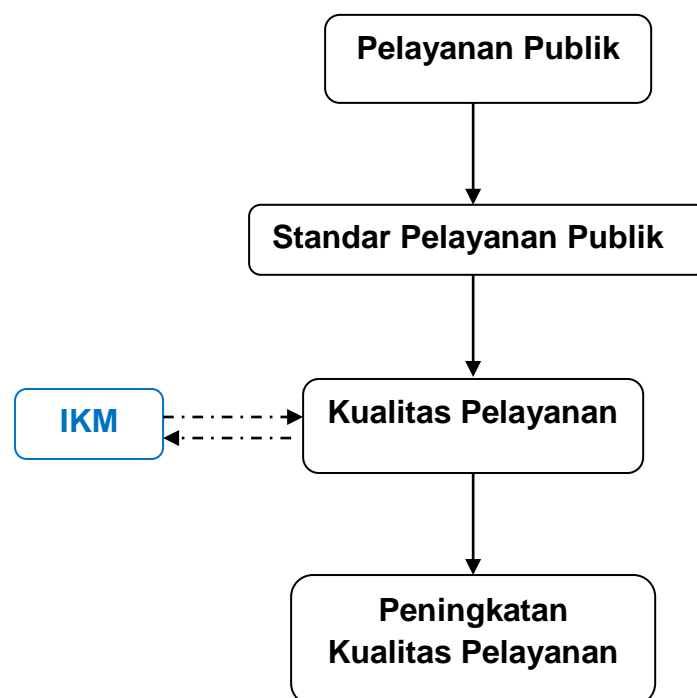 Pelayanan Publik
Standar Pelayanan Publik
IKM
Kualitas Pelayanan
Peningkatan
Kualitas Pelayanan